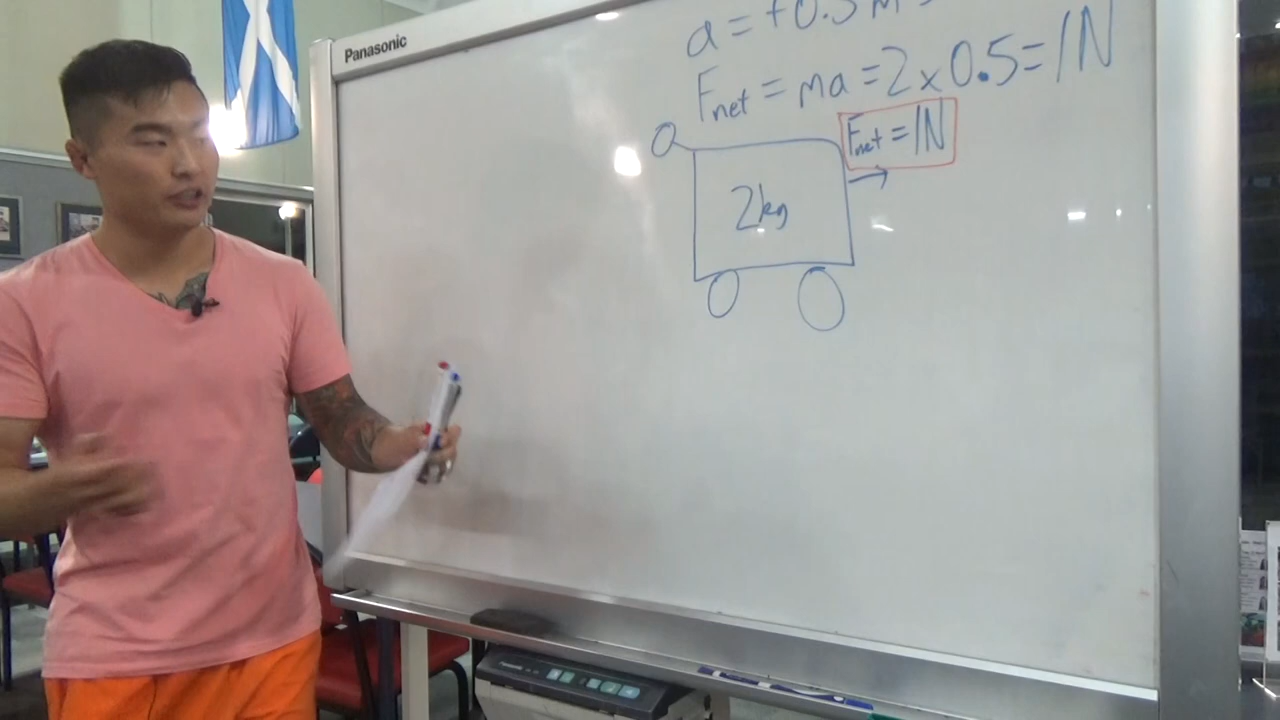 Panasonic
a = +0.5 m
Fnet = ma = 2 x 0.5 = 1N
Fnet = 1N
2kg